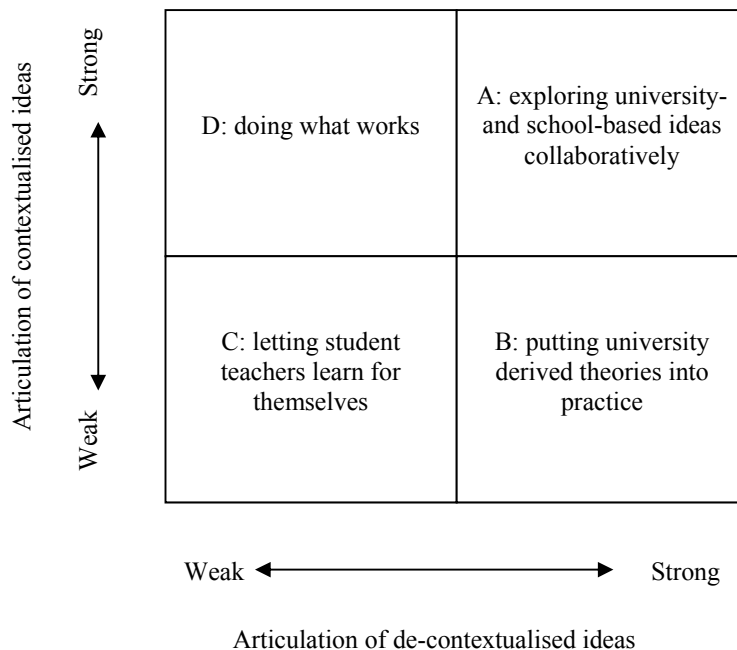 Articulation of contextualised ideas
Strong
Weak
D: doing what works
A: exploring university-
and school-based ideas
collaboratively
C: letting student
teachers learn for
themselves
B: putting university
derived theories into
practice
Weak
Strong
Articulation of de-contextualised ideas